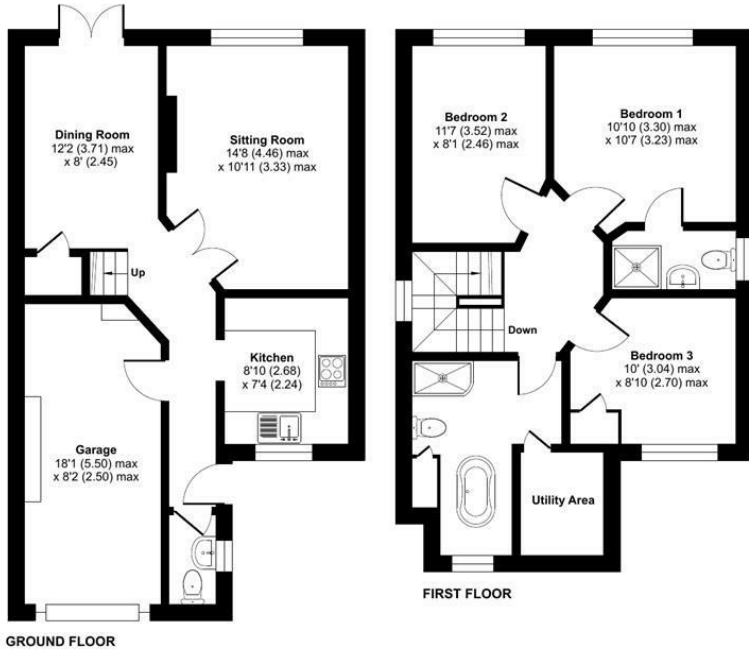 Dining Room
12'2 (3.71) max
x 8' (2.45)
Sitting Room
14'8 (4.46) max
x 10'11 (3.33) max
Up
Kitchen
8'10 (2.68)
x 7'4 (2.24)
Garage
18'1 (5.50) max
x 8'2 (2.50) max
GROUND FLOOR
Bedroom 2
11'7 (3.52) max
x 8'1 (2.46) max
Bedroom 1
10'10 (3.30) max
x 10'7 (3.23) max
Down
Bedroom 3
10' (3.04) max
x 8'10 (2.70) max
Utility Area
FIRST FLOOR